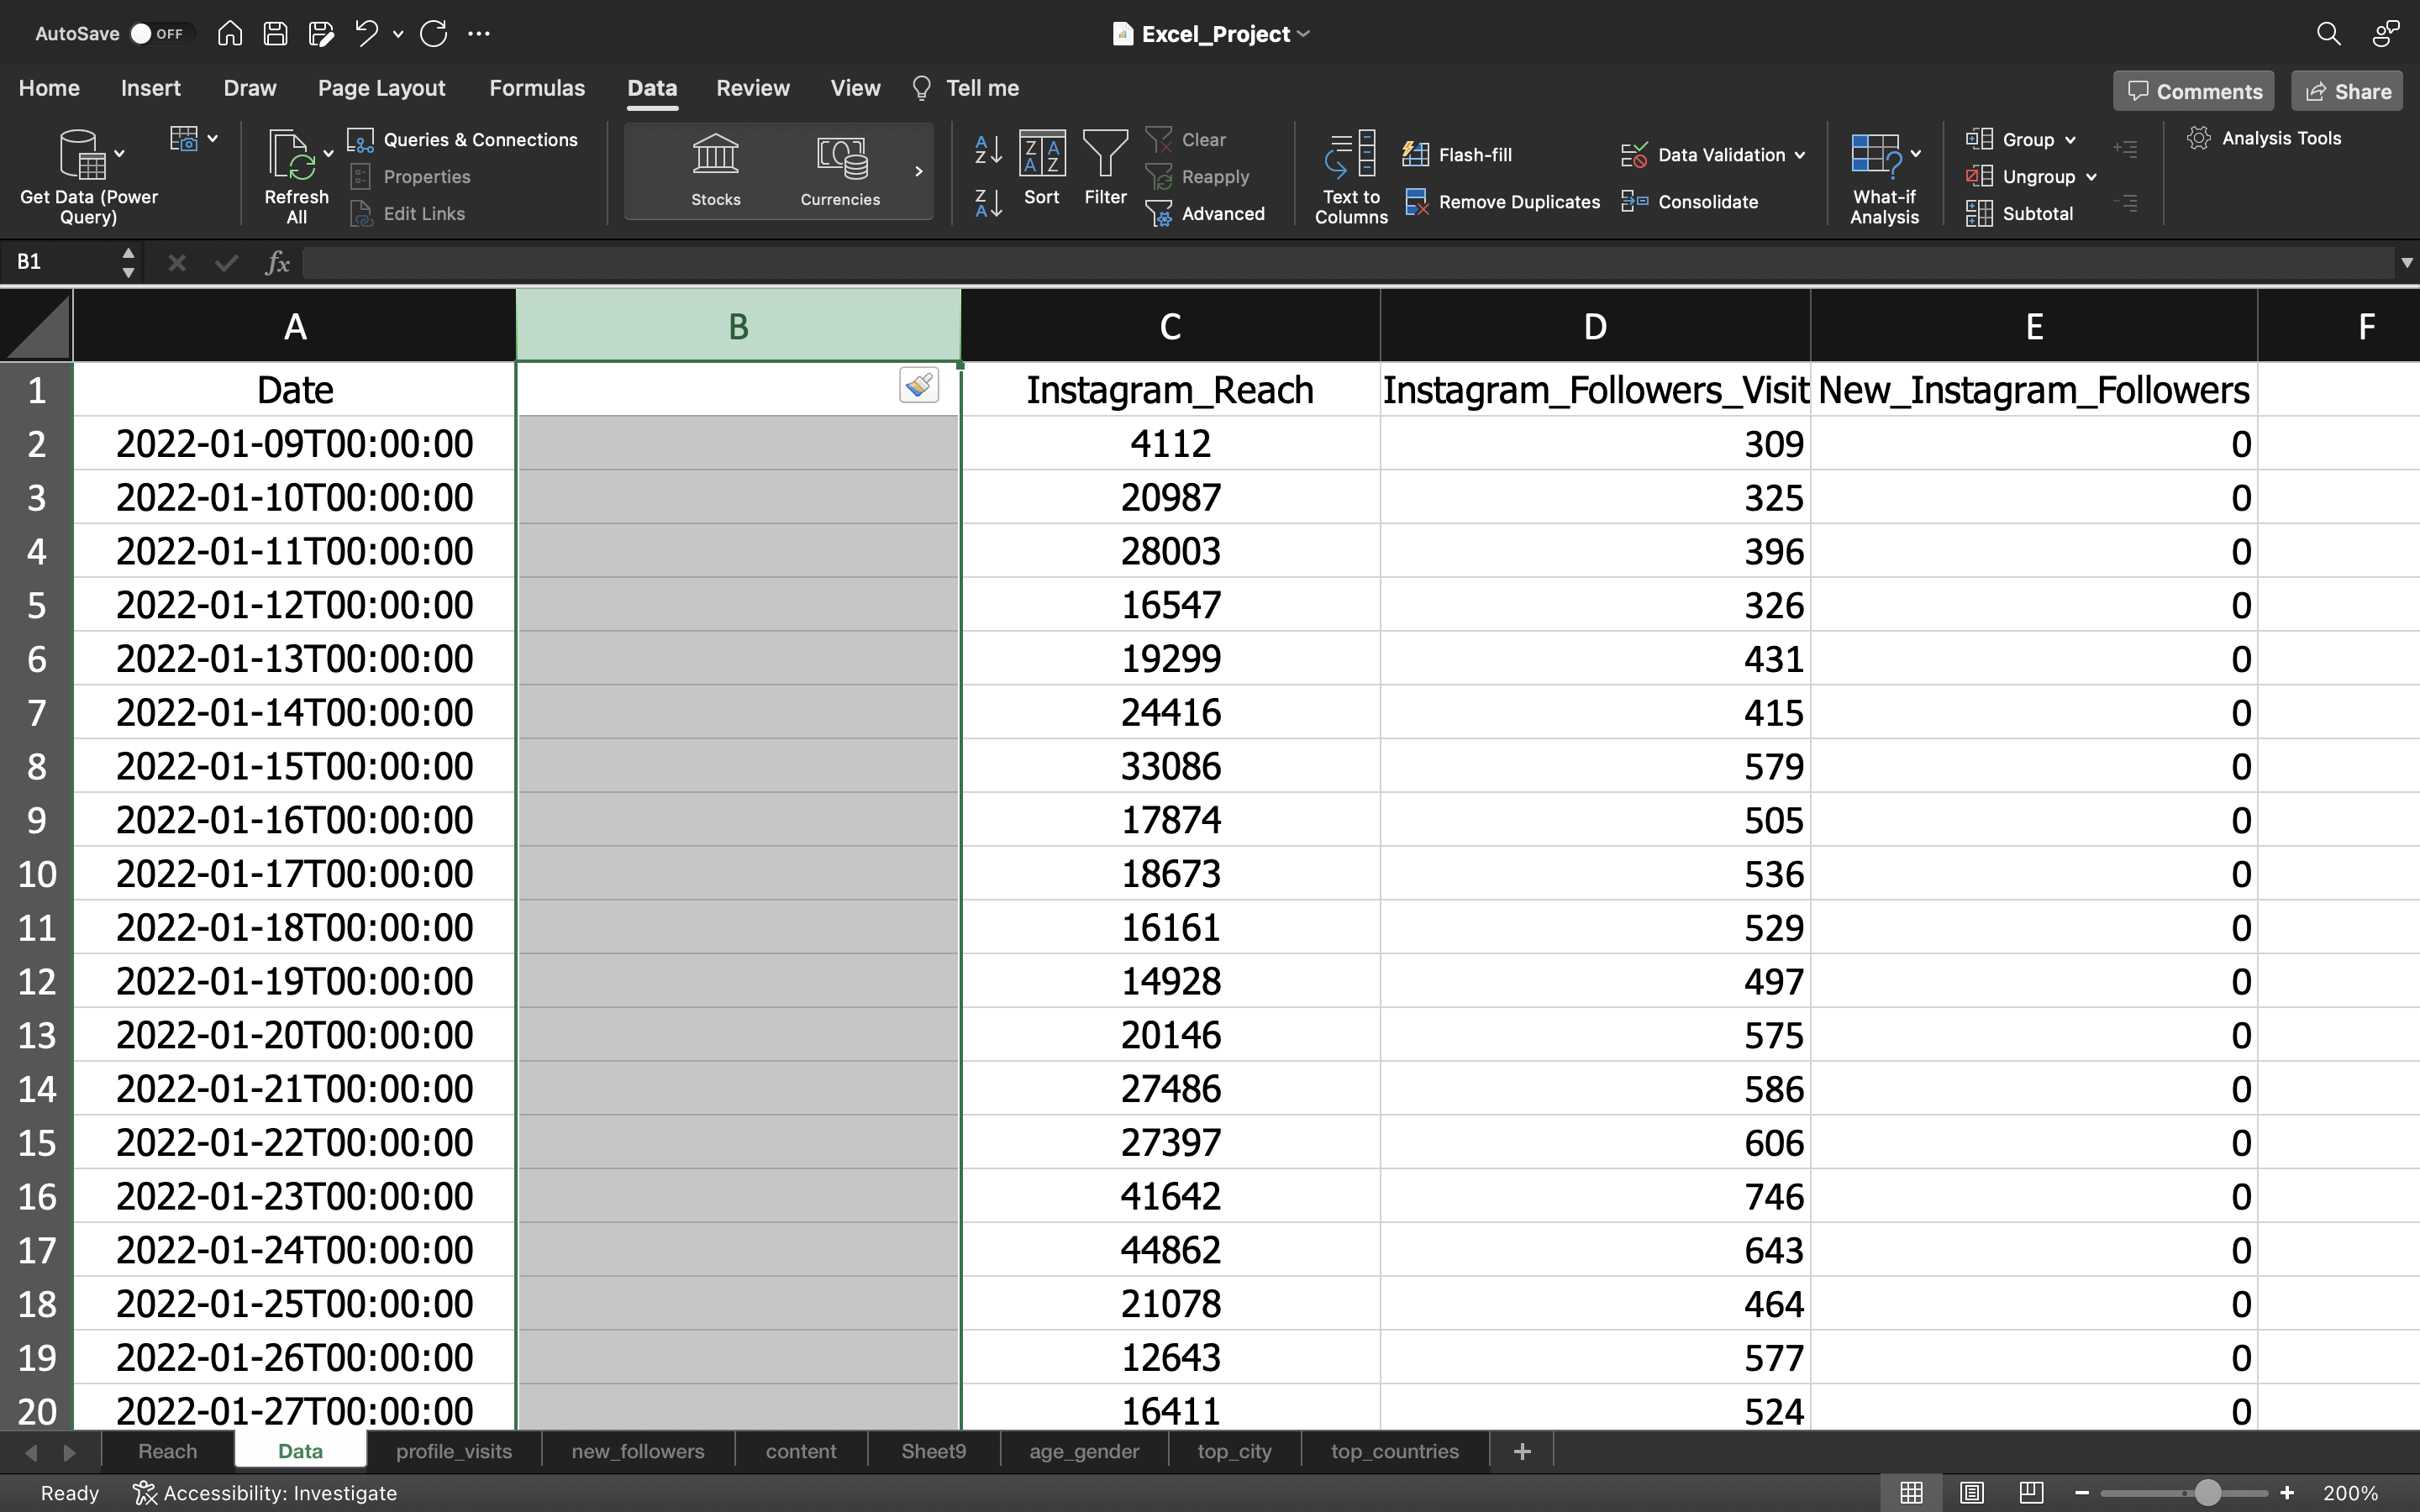 AutoSave OFF Excel_Project
Home Insert Draw Page Layout Formulas Data Review View Tell me Comments Share
Get Data (Power Query) Refresh All Queries & Connections Properties Edit Links Stocks Currencies Sort Filter Clear Reapply Advanced Text to Columns Flash-fill Remove Duplicates Data Validation Consolidate What-if Analysis Group Ungroup Subtotal Analysis Tools
B1 fx
A B C D E F
1 Date Instagram_Reach Instagram_Followers_Visit New_Instagram_Followers
2 2022-01-09T00:00:00 4112 309 0
3 2022-01-10T00:00:00 20987 325 0
4 2022-01-11T00:00:00 28003 396 0
5 2022-01-12T00:00:00 16547 326 0
6 2022-01-13T00:00:00 19299 431 0
7 2022-01-14T00:00:00 24416 415 0
8 2022-01-15T00:00:00 33086 579 0
9 2022-01-16T00:00:00 17874 505 0
10 2022-01-17T00:00:00 18673 536 0
11 2022-01-18T00:00:00 16161 529 0
12 2022-01-19T00:00:00 14928 497 0
13 2022-01-20T00:00:00 20146 575 0
14 2022-01-21T00:00:00 27486 586 0
15 2022-01-22T00:00:00 27397 606 0
16 2022-01-23T00:00:00 41642 746 0
17 2022-01-24T00:00:00 44862 643 0
18 2022-01-25T00:00:00 21078 464 0
19 2022-01-26T00:00:00 12643 577 0
20 2022-01-27T00:00:00 16411 524 0
Reach Data profile_visits new_followers content Sheet9 age_gender top_city top_countries +
Ready Accessibility: Investigate 200%